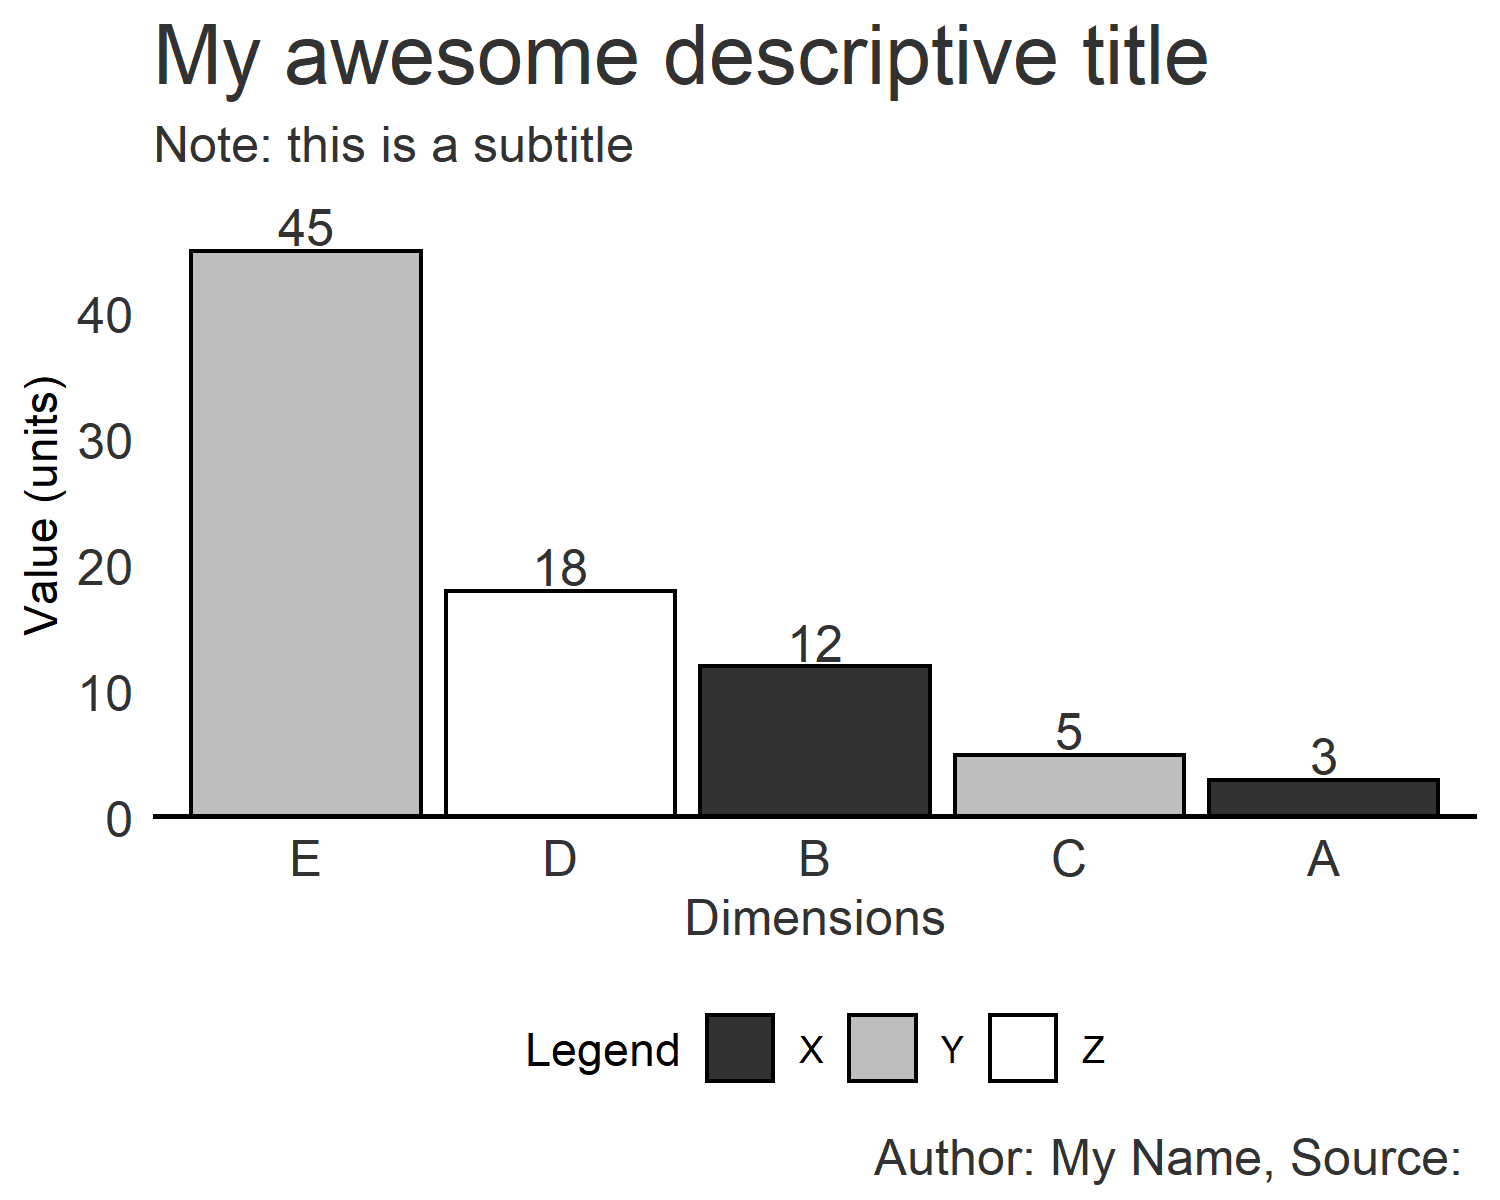 My awesome descriptive title
Note: this is a subtitle
45
40
30
20
18
12
10
5
3
0
Value (units)
E D B C A
Dimensions
Legend X Y Z
Author: My Name, Source: